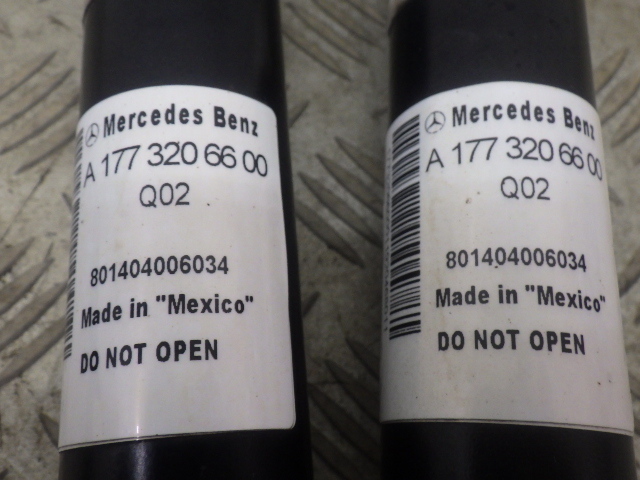 Mercedes Benz
A 177 320 66 00
Q02
801404006034
Made in "Mexico"
DO NOT OPEN
Mercedes Benz
A 177 320 66 00
Q02
801404006034
Made in "Mexico"
DO NOT OPEN